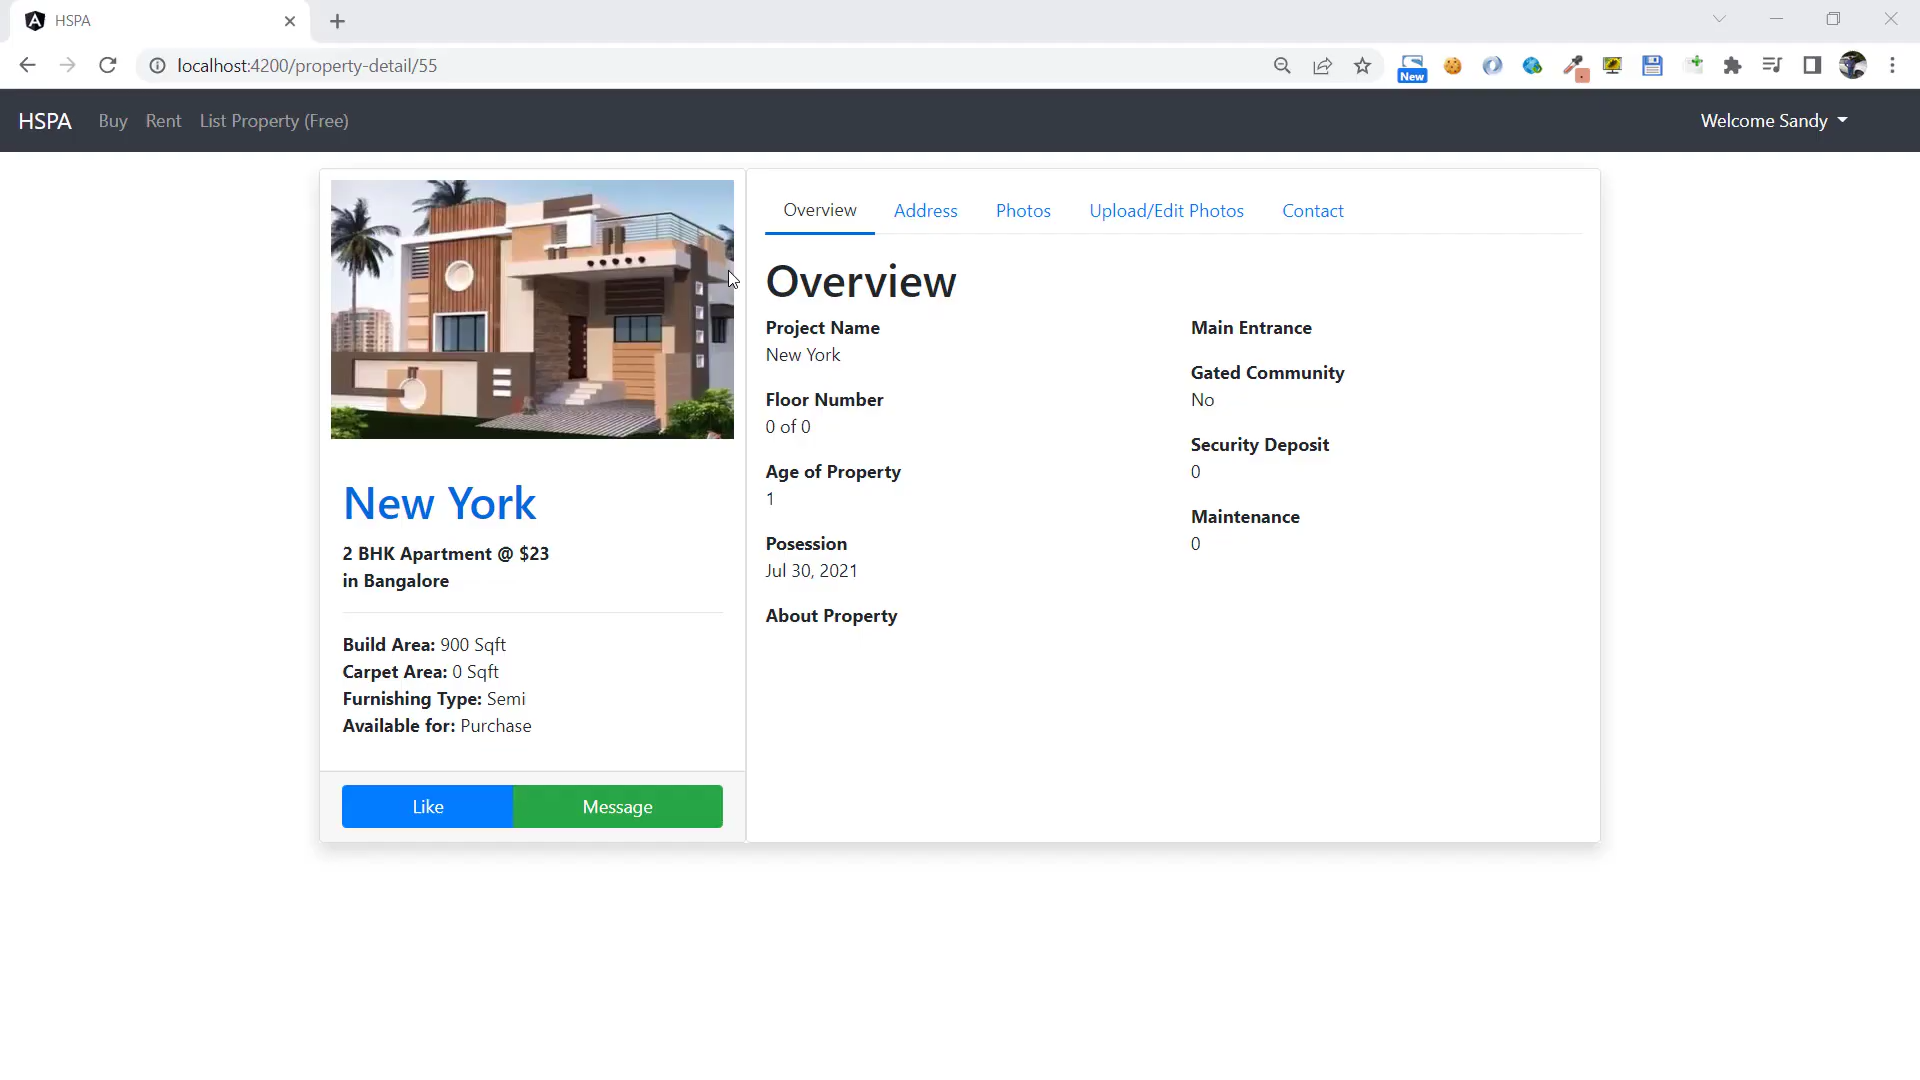 HSPA
localhost:4200/property-detail/55
New
HSPA Buy Rent List Property (Free) Welcome Sandy
Overview Address Photos Upload/Edit Photos Contact
Overview
Project Name
New York
Floor Number
0 of 0
Age of Property
1
Posession
Jul 30, 2021
About Property
Main Entrance
Gated Community
No
Security Deposit
0
Maintenance
0
New York
2 BHK Apartment @ $23
in Bangalore
Build Area: 900 Sqft
Carpet Area: 0 Sqft
Furnishing Type: Semi
Available for: Purchase
Like Message